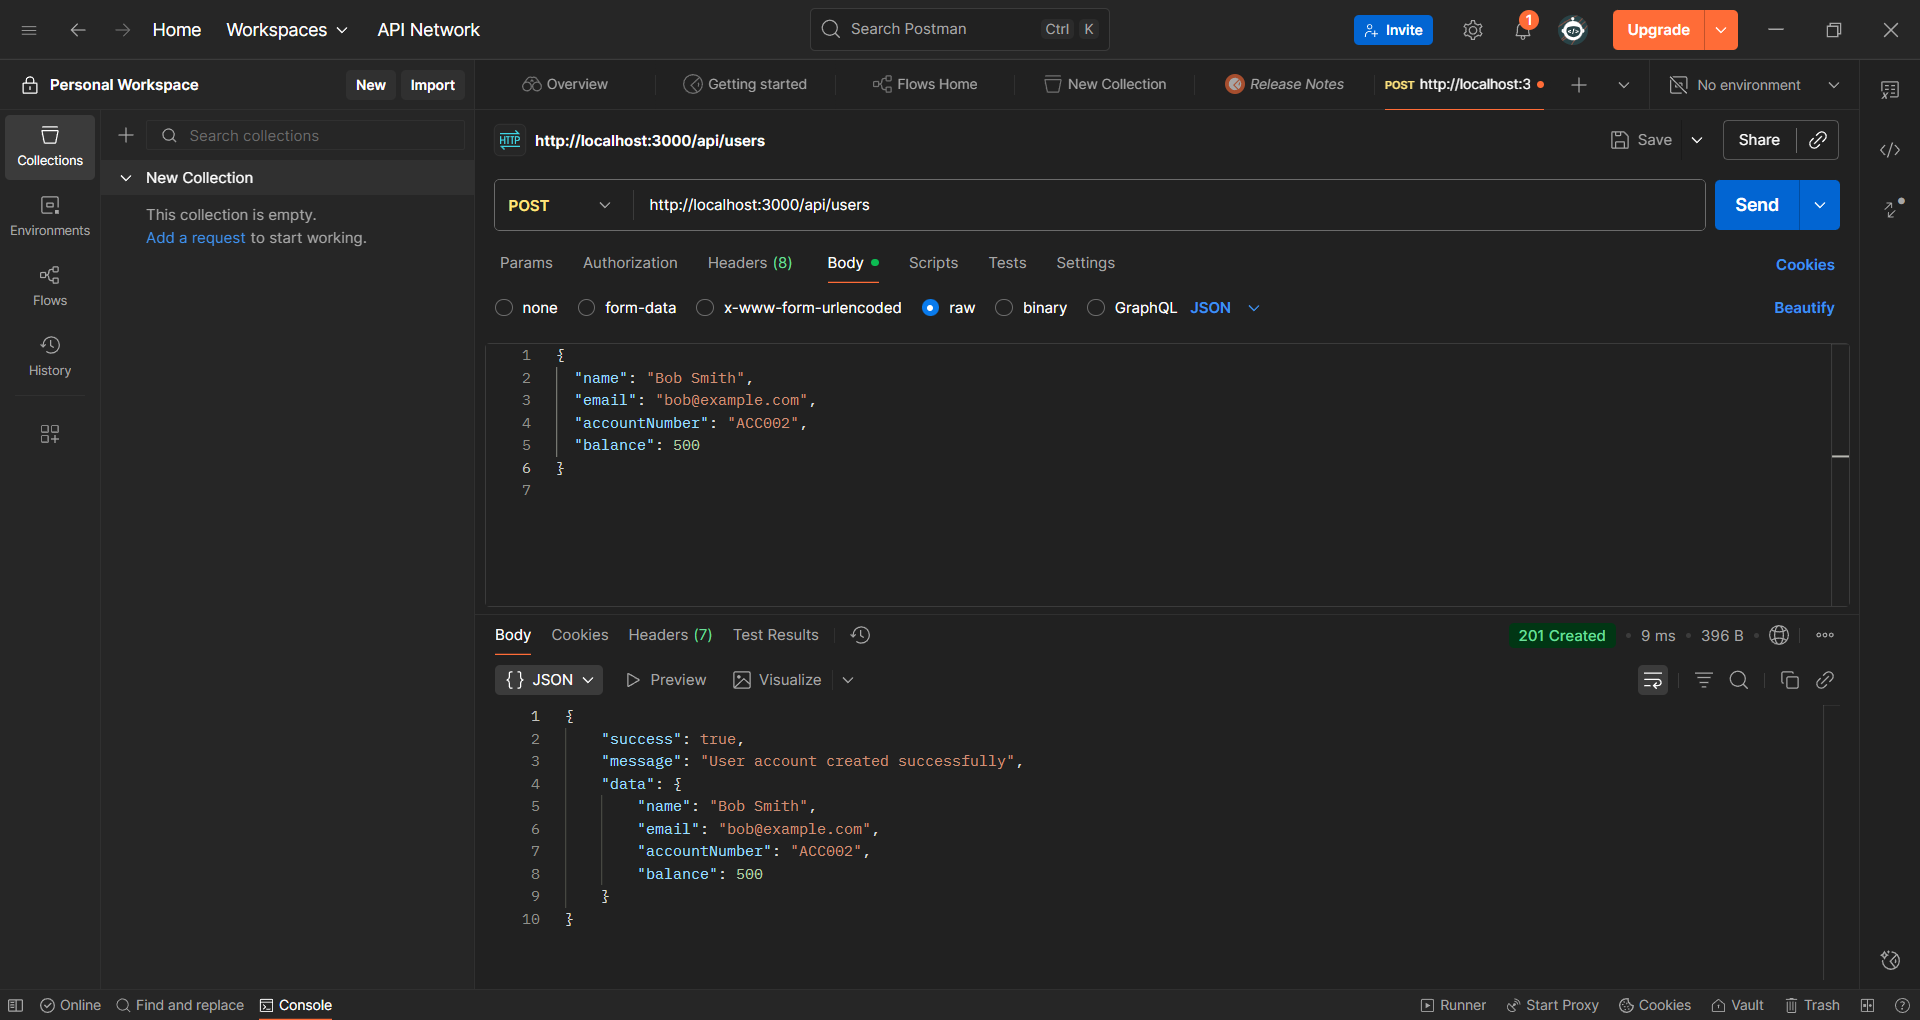 Home Workspaces API Network Search Postman Ctrl K Invite 1 Upgrade
Personal Workspace New Import
Overview Getting started Flows Home New Collection Release Notes POST http://localhost:3 No environment
Collections
Environments
Flows
History
Search collections
New Collection
This collection is empty.
Add a request to start working.
HTTP http://localhost:3000/api/users Save Share
POST http://localhost:3000/api/users Send
Params Authorization Headers (8) Body Scripts Tests Settings Cookies
none form-data x-www-form-urlencoded raw binary GraphQL JSON Beautify
1 {
2 "name": "Bob Smith",
3 "email": "bob@example.com",
4 "accountNumber": "ACC002",
5 "balance": 500
6 }
7
Body Cookies Headers (7) Test Results 201 Created • 9 ms • 396 B
{} JSON Preview Visualize
1 {
2 "success": true,
3 "message": "User account created successfully",
4 "data": {
5 "name": "Bob Smith",
6 "email": "bob@example.com",
7 "accountNumber": "ACC002",
8 "balance": 500
9 }
10 }
Online Find and replace Console Runner Start Proxy Cookies Vault Trash